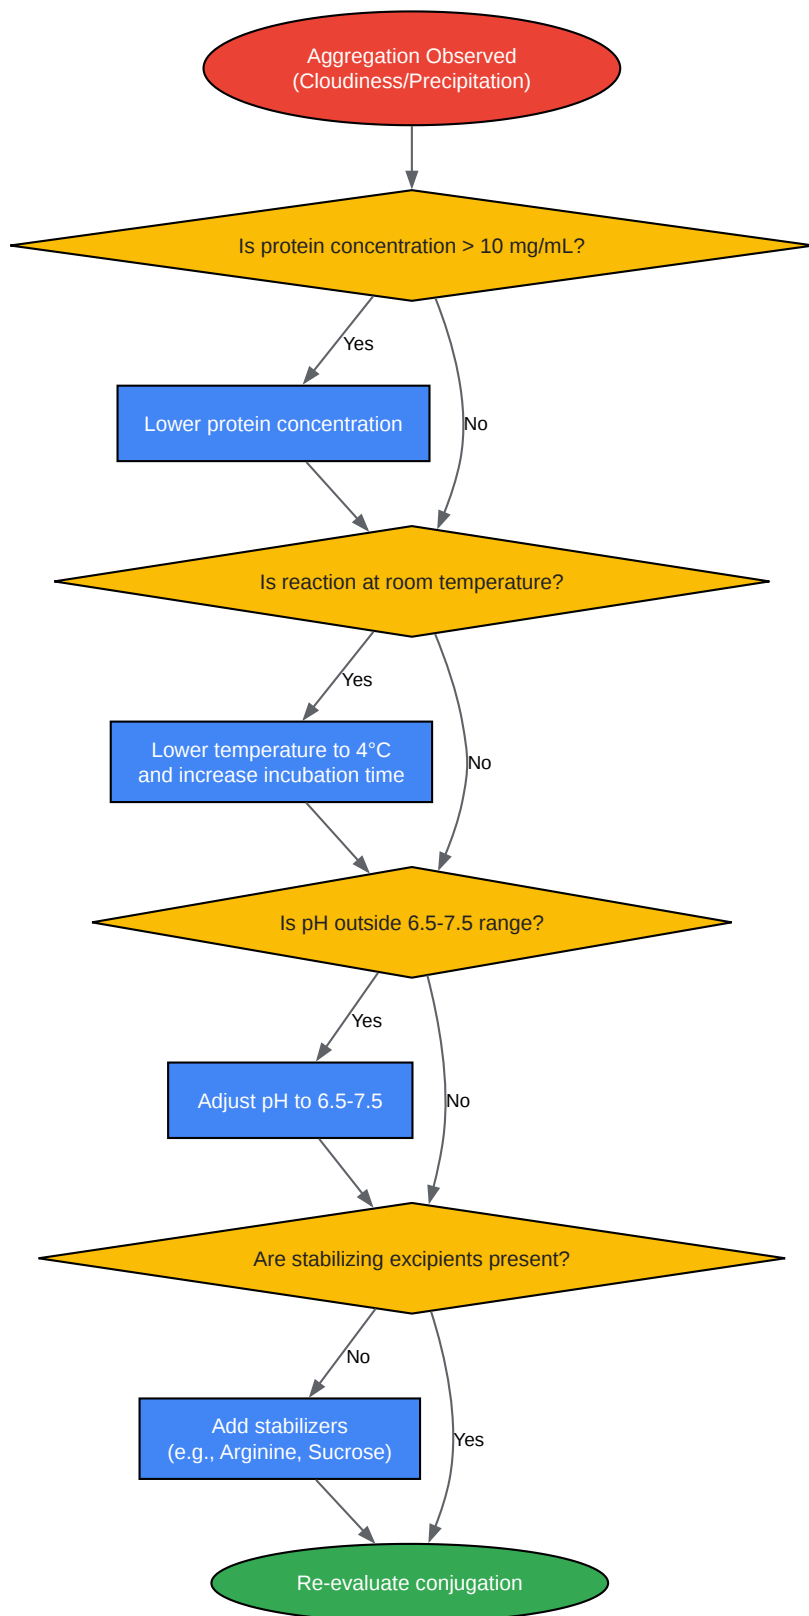 Aggregation Observed
(Cloudiness/Precipitation)
Is protein concentration > 10 mg/mL?
Yes
Lower protein concentration
No
Is reaction at room temperature?
Yes
Lower temperature to 4°C
and increase incubation time
No
Is pH outside 6.5-7.5 range?
Yes
Adjust pH to 6.5-7.5
No
Are stabilizing excipients present?
No
Add stabilizers
(e.g., Arginine, Sucrose)
Yes
Re-evaluate conjugation